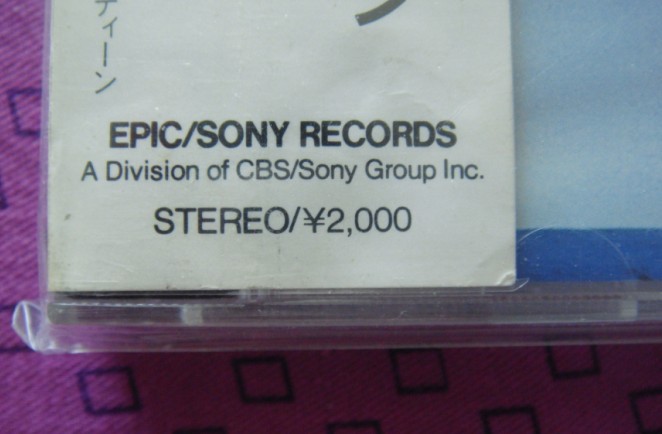 ティーン
EPIC/SONY RECORDS
A Division of CBS/Sony Group Inc.
STEREO/¥2,000